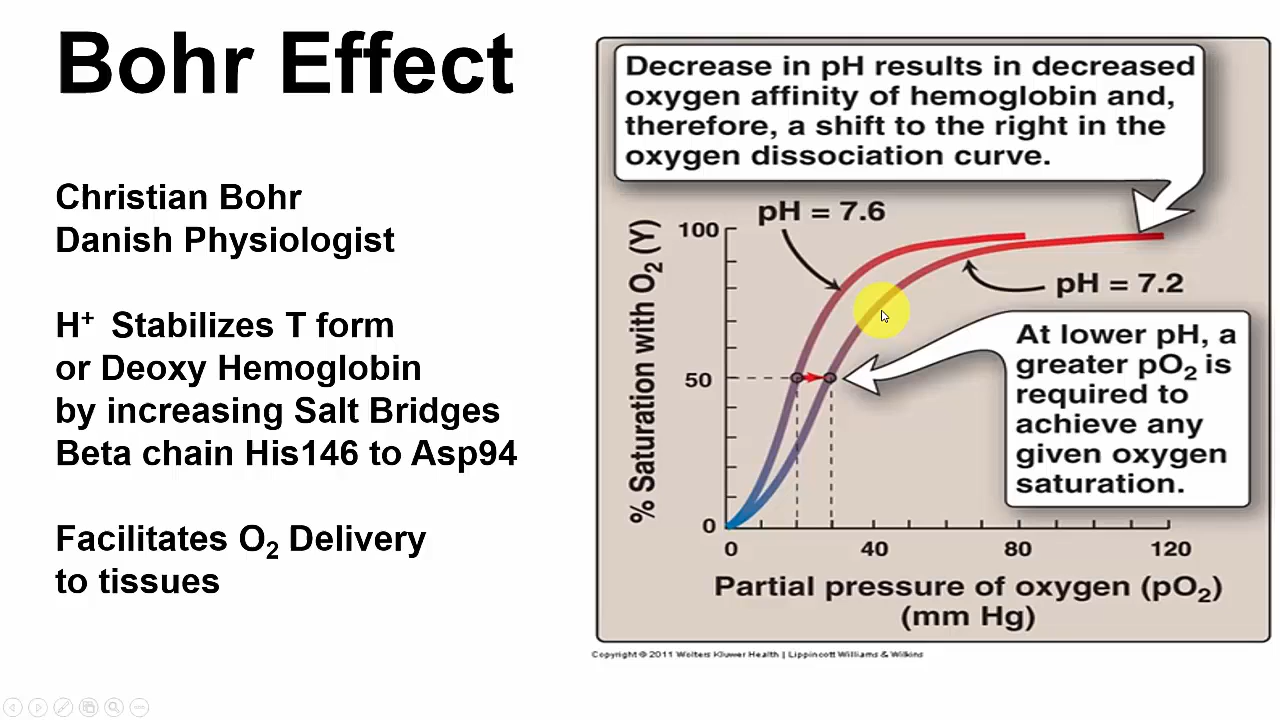 Bohr Effect
Christian Bohr
Danish Physiologist
H⁺ Stabilizes T form
or Deoxy Hemoglobin
by increasing Salt Bridges
Beta chain His146 to Asp94
Facilitates O₂ Delivery
to tissues
Decrease in pH results in decreased
oxygen affinity of hemoglobin and,
therefore, a shift to the right in the
oxygen dissociation curve.
pH = 7.6
pH = 7.2
At lower pH, a
greater pO₂ is
required to
achieve any
given oxygen
saturation.
% Saturation with O₂ (Y)
100
50
0
0 40 80 120
Partial pressure of oxygen (pO₂)
(mm Hg)
Copyright © 2011 Wolters Kluwer Health | Lippincott Williams & Wilkins